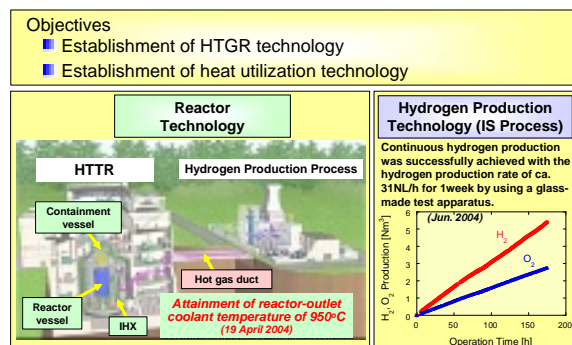 Objectives
Establishment of HTGR technology
Establishment of heat utilization technology
Reactor
Technology
HTTR
Hydrogen Production Process
Containment
vessel
Reactor
vessel
IHX
Hot gas duct
Attainment of reactor-outlet
coolant temperature of 950°C
(19 April 2004)
Hydrogen Production
Technology (IS Process)
Continuous hydrogen production
was successfully achieved with the
hydrogen production rate of ca.
31NL/h for 1week by using a glass-
made test apparatus.
(Jun. 2004)
H₂
O₂
H₂, O₂ Production [Nm³]
6
5
4
3
2
1
0
0 50 100 150 200
Operation Time [h]